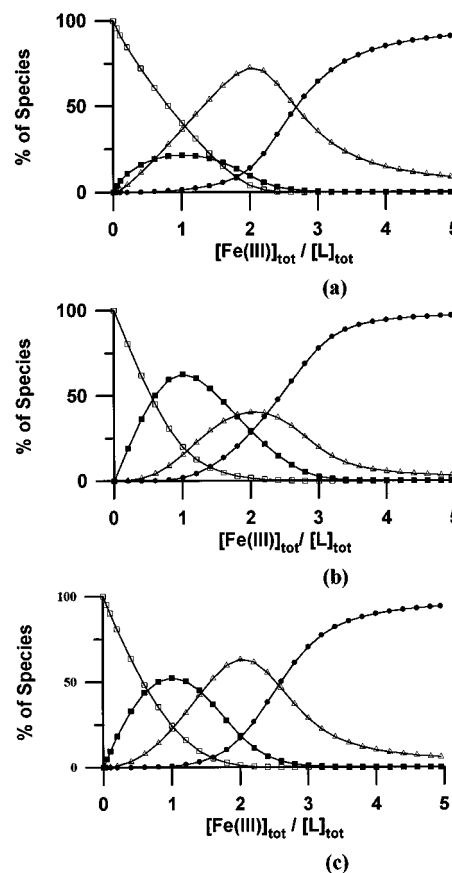 100
50
0
% of Species
0 1 2 3 4 5
[Fe(III)]tot / [L]tot
(a)
100
50
0
% of Species
0 1 2 3 4 5
[Fe(III)]tot/ [L]tot
(b)
100
50
0
% of Species
0 1 2 3 4 5
[Fe(III)]tot / [L]tot
(c)